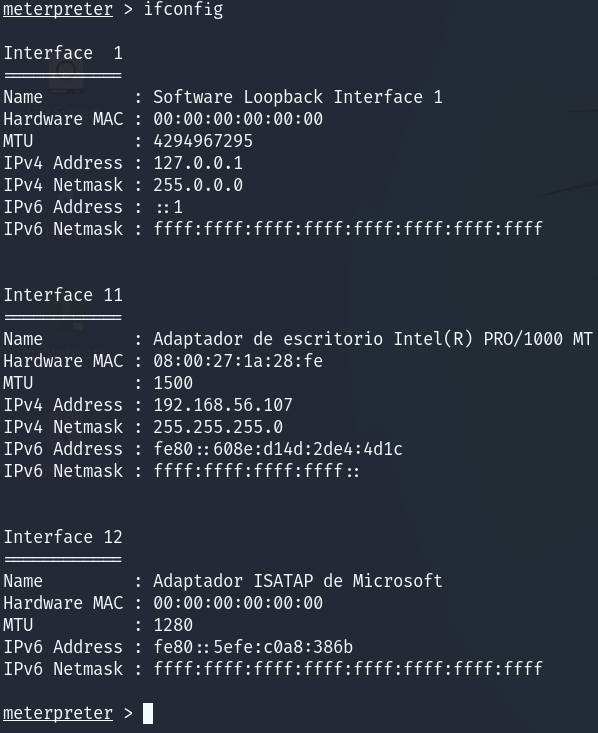 meterpreter > ifconfig
Interface  1
============
Name         : Software Loopback Interface 1
Hardware MAC : 00:00:00:00:00:00
MTU          : 4294967295
IPv4 Address : 127.0.0.1
IPv4 Netmask : 255.0.0.0
IPv6 Address : ::1
IPv6 Netmask : ffff:ffff:ffff:ffff:ffff:ffff:ffff:ffff
Interface 11
============
Name         : Adaptador de escritorio Intel(R) PRO/1000 MT
Hardware MAC : 08:00:27:1a:28:fe
MTU          : 1500
IPv4 Address : 192.168.56.107
IPv4 Netmask : 255.255.255.0
IPv6 Address : fe80::608e:d14d:2de4:4d1c
IPv6 Netmask : ffff:ffff:ffff:ffff::
Interface 12
============
Name         : Adaptador ISATAP de Microsoft
Hardware MAC : 00:00:00:00:00:00
MTU          : 1280
IPv6 Address : fe80::5efe:c0a8:386b
IPv6 Netmask : ffff:ffff:ffff:ffff:ffff:ffff:ffff:ffff
meterpreter >